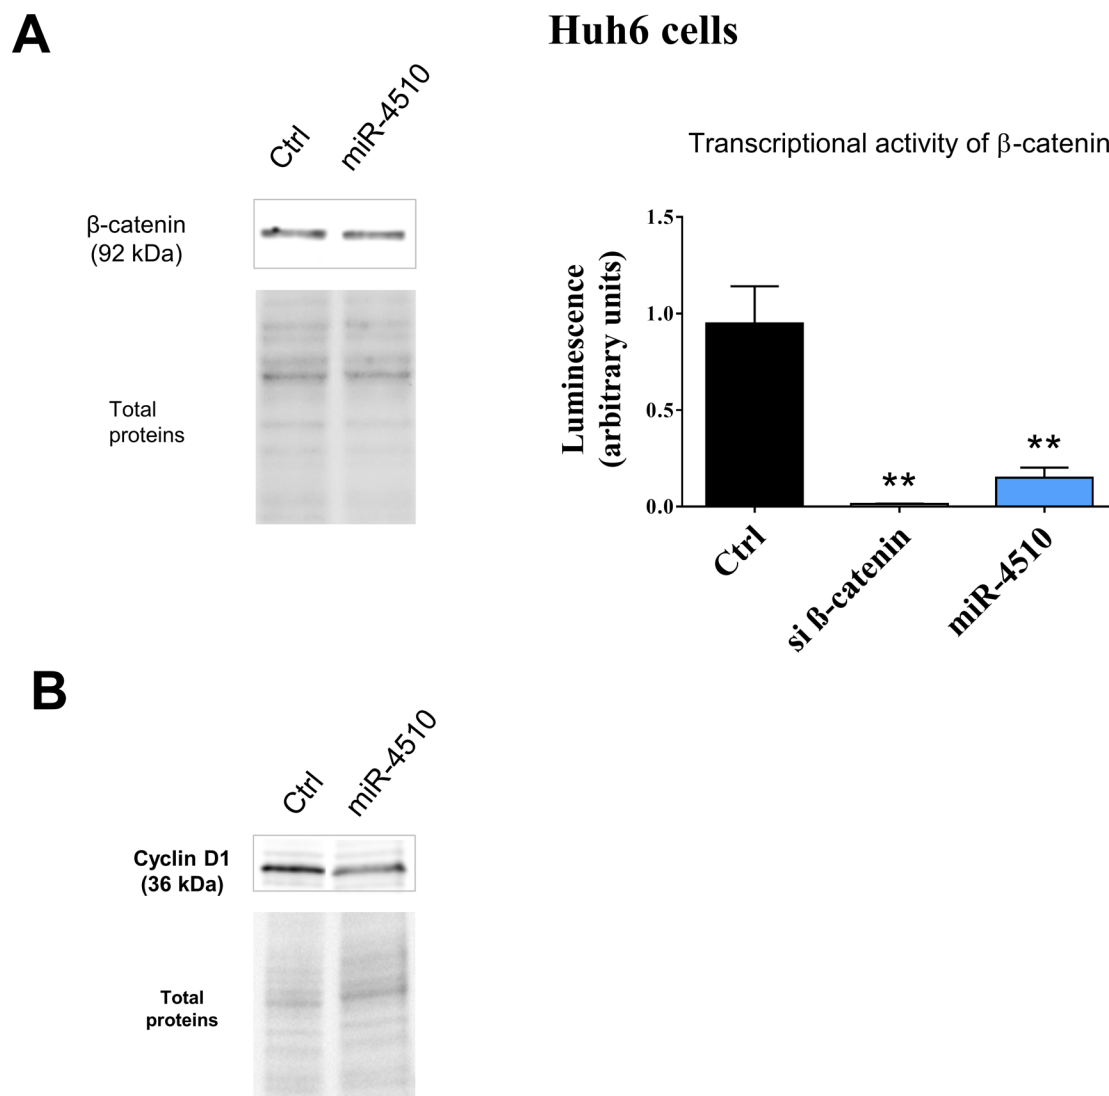 A
Huh6 cells
Ctrl
miR-4510
β-catenin
(92 kDa)
Total
proteins
Transcriptional activity of β-catenin
Luminescence
(arbitrary units)
1.5
1.0
0.5
0.0
**
**
Ctrl
si ß-catenin
miR-4510
B
Ctrl
miR-4510
Cyclin D1
(36 kDa)
Total
proteins